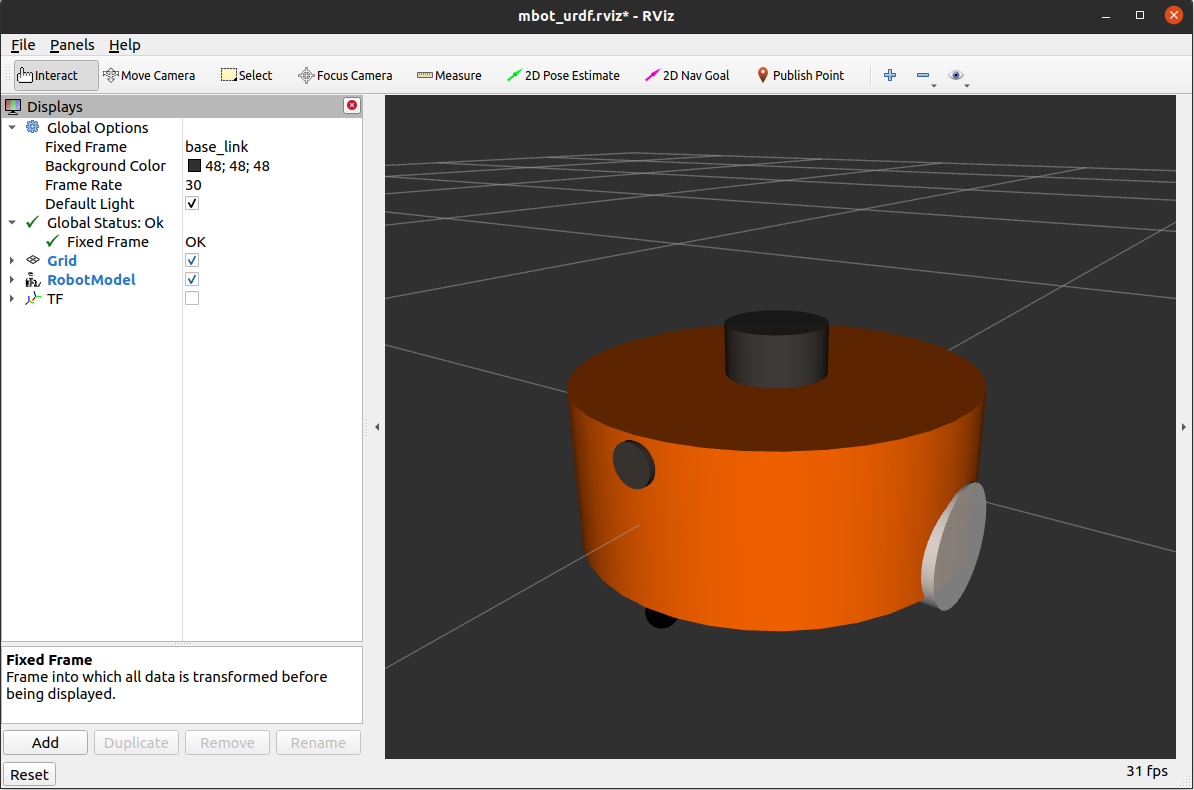 mbot_urdf.rviz* - RViz
File Panels Help
Interact Move Camera Select Focus Camera Measure 2D Pose Estimate 2D Nav Goal Publish Point
Displays
Global Options
Fixed Frame base_link
Background Color 48; 48; 48
Frame Rate 30
Default Light
Global Status: Ok
Fixed Frame OK
Grid
RobotModel
TF
Fixed Frame
Frame into which all data is transformed before
being displayed.
Add Duplicate Remove Rename
Reset
31 fps